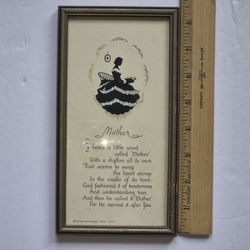 Mother
There's a little word
called "Mother"
With a rhythm all its own
That seems to sway
the heart strings
In the cradle of its tone.
God fashioned it of tenderness
And understanding true,
And then He called it "Mother"
For He named it after You